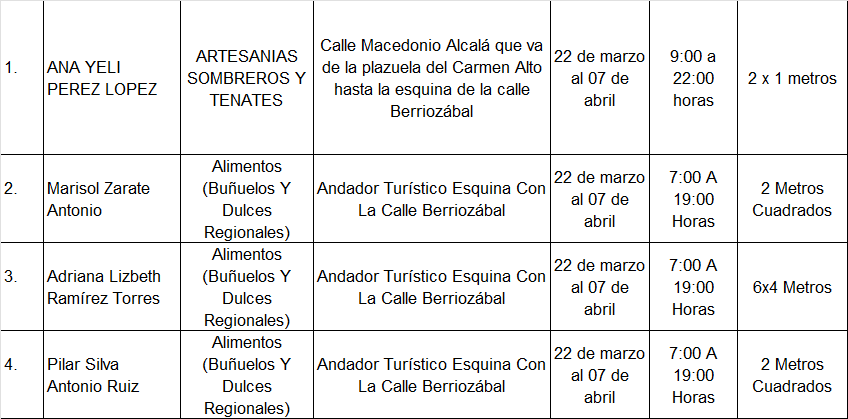 1.
ANA YELI
PEREZ LOPEZ
ARTESANIAS
SOMBREROS Y
TENATES
Calle Macedonio Alcalá que va
de la plazuela del Carmen Alto
hasta la esquina de la calle
Berriozábal
22 de marzo
al 07 de
abril
9:00 a
22:00
horas
2 x 1 metros
2.
Marisol Zarate
Antonio
Alimentos
(Buñuelos Y
Dulces
Regionales)
Andador Turístico Esquina Con
La Calle Berriozábal
22 de marzo
al 07 de
abril
7:00 A
19:00
Horas
2 Metros
Cuadrados
3.
Adriana Lizbeth
Ramírez Torres
Alimentos
(Buñuelos Y
Dulces
Regionales)
Andador Turístico Esquina Con
La Calle Berriozábal
22 de marzo
al 07 de
abril
7:00 A
19:00
Horas
6x4 Metros
4.
Pilar Silva
Antonio Ruiz
Alimentos
(Buñuelos Y
Dulces
Regionales)
Andador Turístico Esquina Con
La Calle Berriozábal
22 de marzo
al 07 de
abril
7:00 A
19:00
Horas
2 Metros
Cuadrados